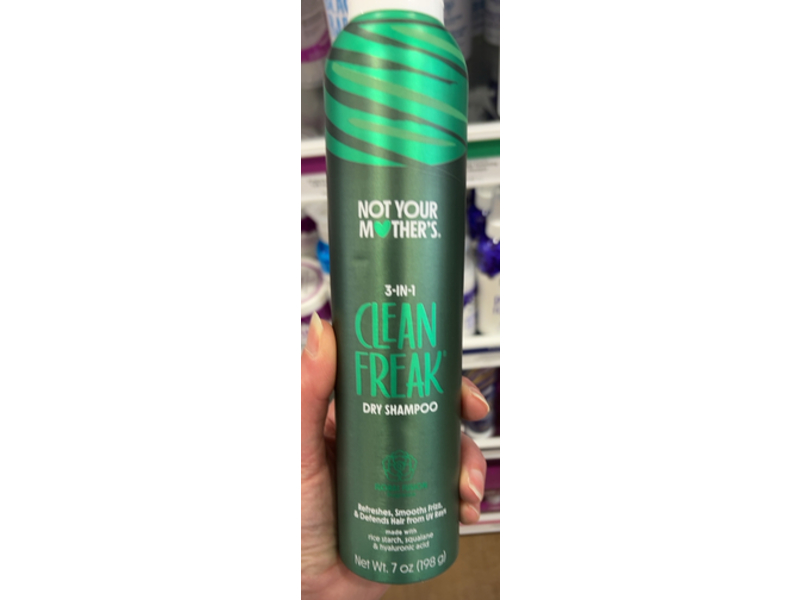 NOT YOUR
MOTHER'S.
3-IN-1
CLEAN
FREAK®
DRY SHAMPOO
Refreshes, Smooths Frizz,
& Defends Hair from UV Rays
made with
rice starch, squalane
& hyaluronic acid
Net Wt. 7 oz (198 g)